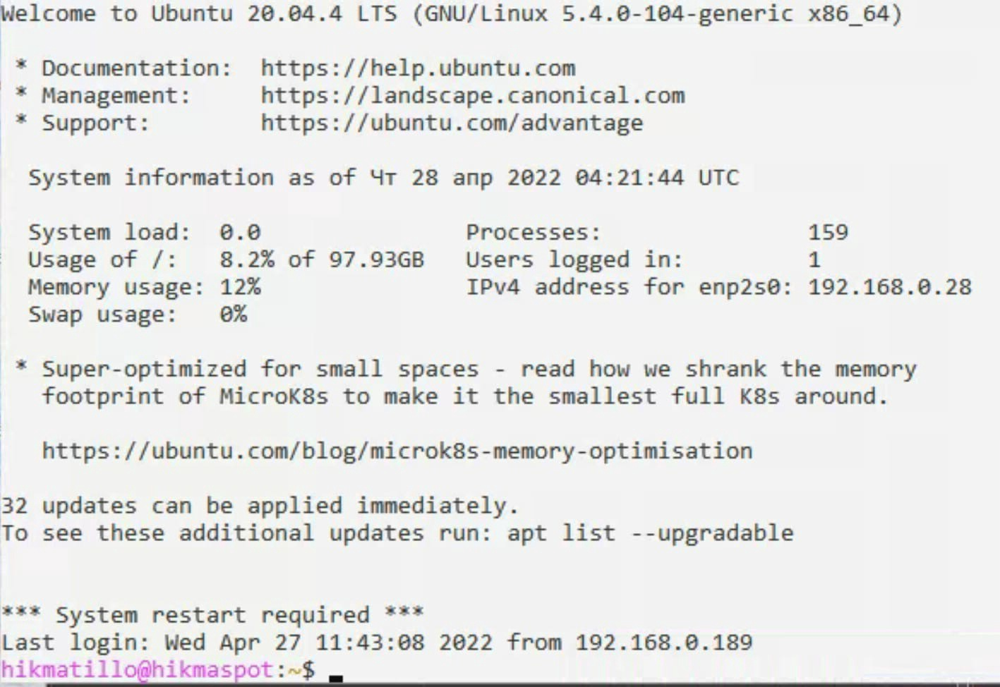 Welcome to Ubuntu 20.04.4 LTS (GNU/Linux 5.4.0-104-generic x86_64)
* Documentation: https://help.ubuntu.com
* Management: https://landscape.canonical.com
* Support: https://ubuntu.com/advantage
System information as of Чт 28 апр 2022 04:21:44 UTC
System load: 0.0 Processes: 159
Usage of /: 8.2% of 97.93GB Users logged in: 1
Memory usage: 12% IPv4 address for enp2s0: 192.168.0.28
Swap usage: 0%
* Super-optimized for small spaces - read how we shrank the memory
footprint of MicroK8s to make it the smallest full K8s around.
https://ubuntu.com/blog/microk8s-memory-optimisation
32 updates can be applied immediately.
To see these additional updates run: apt list --upgradable
*** System restart required ***
Last login: Wed Apr 27 11:43:08 2022 from 192.168.0.189
hikmatillo@hikmaspot:~$